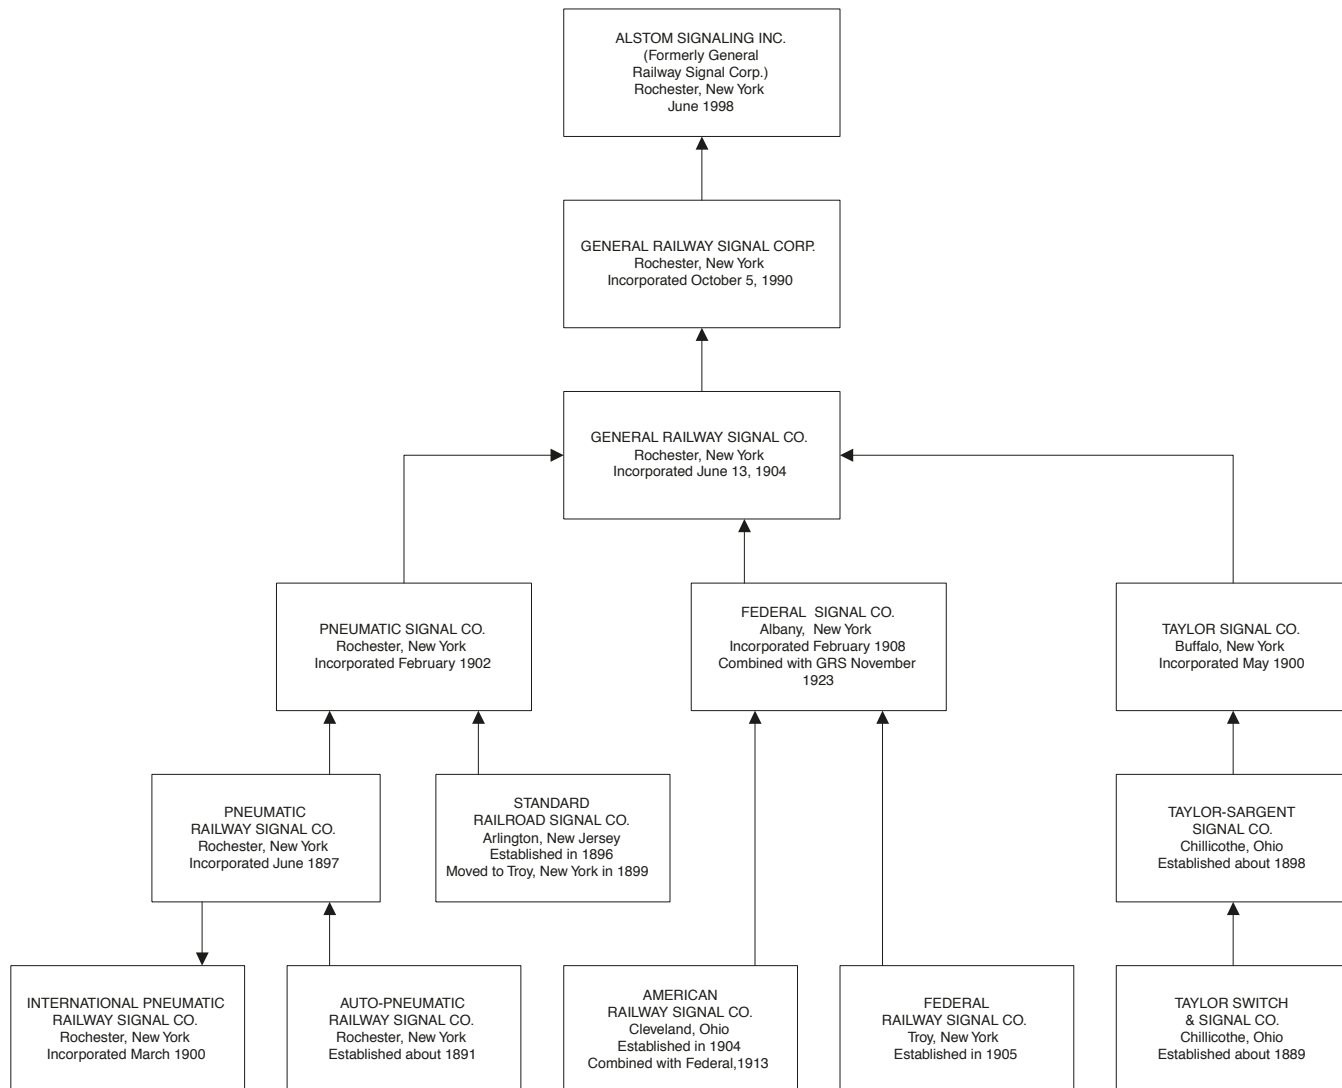 ALSTOM SIGNALING INC.
(Formerly General
Railway Signal Corp.)
Rochester, New York
June 1998
GENERAL RAILWAY SIGNAL CORP.
Rochester, New York
Incorporated October 5, 1990
GENERAL RAILWAY SIGNAL CO.
Rochester, New York
Incorporated June 13, 1904
PNEUMATIC SIGNAL CO.
Rochester, New York
Incorporated February 1902
FEDERAL SIGNAL CO.
Albany, New York
Incorporated February 1908
Combined with GRS November
1923
TAYLOR SIGNAL CO.
Buffalo, New York
Incorporated May 1900
PNEUMATIC
RAILWAY SIGNAL CO.
Rochester, New York
Incorporated June 1897
STANDARD
RAILROAD SIGNAL CO.
Arlington, New Jersey
Established in 1896
Moved to Troy, New York in 1899
TAYLOR-SARGENT
SIGNAL CO.
Chillicothe, Ohio
Established about 1898
INTERNATIONAL PNEUMATIC
RAILWAY SIGNAL CO.
Rochester, New York
Incorporated March 1900
AUTO-PNEUMATIC
RAILWAY SIGNAL CO.
Rochester, New York
Established about 1891
AMERICAN
RAILWAY SIGNAL CO.
Cleveland, Ohio
Established in 1904
Combined with Federal,1913
FEDERAL
RAILWAY SIGNAL CO.
Troy, New York
Established in 1905
TAYLOR SWITCH
& SIGNAL CO.
Chillicothe, Ohio
Established about 1889